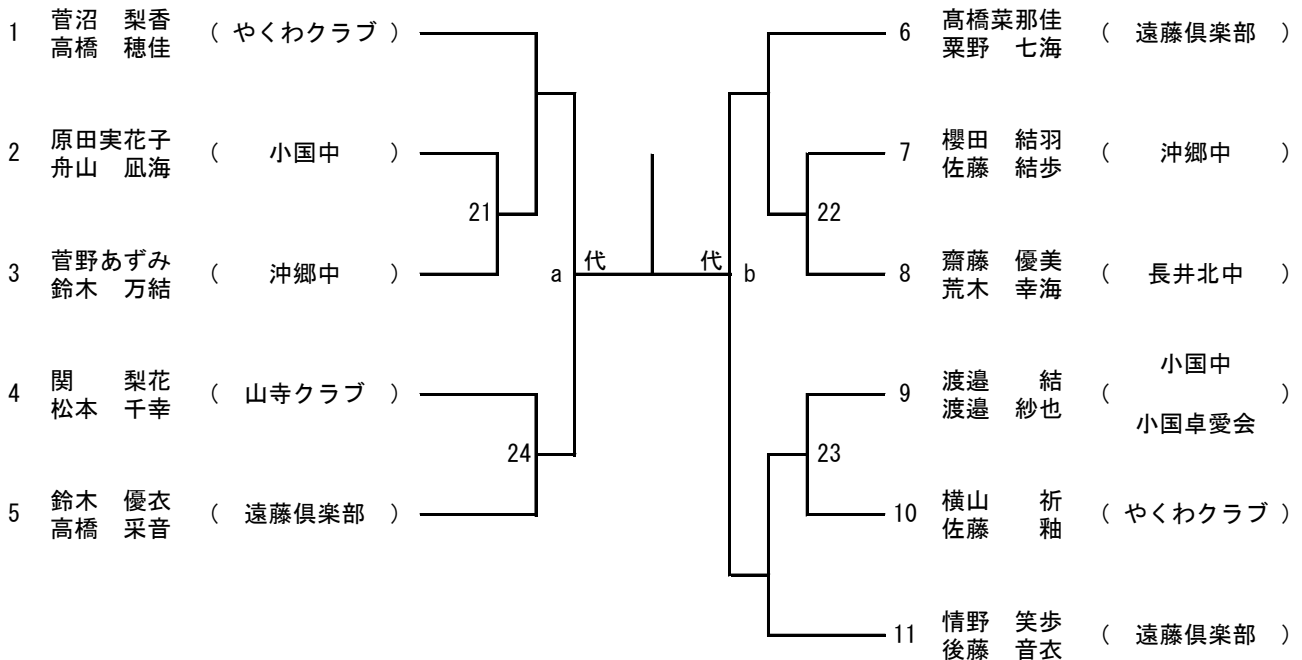 1 菅沼　梨香
高橋　穂佳
( やくわクラブ )
2 原田実花子
舟山　凪海
( 小国中 )
3 菅野あずみ
鈴木　万結
( 沖郷中 )
4 関　　梨花
松本　千幸
( 山寺クラブ )
5 鈴木　優衣
高橋　采音
( 遠藤倶楽部 )
21
24
a
代
代
b
6 髙橋菜那佳
粟野　七海
( 遠藤倶楽部 )
7 櫻田　結羽
佐藤　結歩
( 沖郷中 )
8 齋藤　優美
荒木　幸海
( 長井北中 )
9 渡邉　　結
渡邉　紗也
( 小国中
小国卓愛会 )
10 横山　　祈
佐藤　　釉
( やくわクラブ )
11 情野　笑歩
後藤　音衣
( 遠藤倶楽部 )
22
23